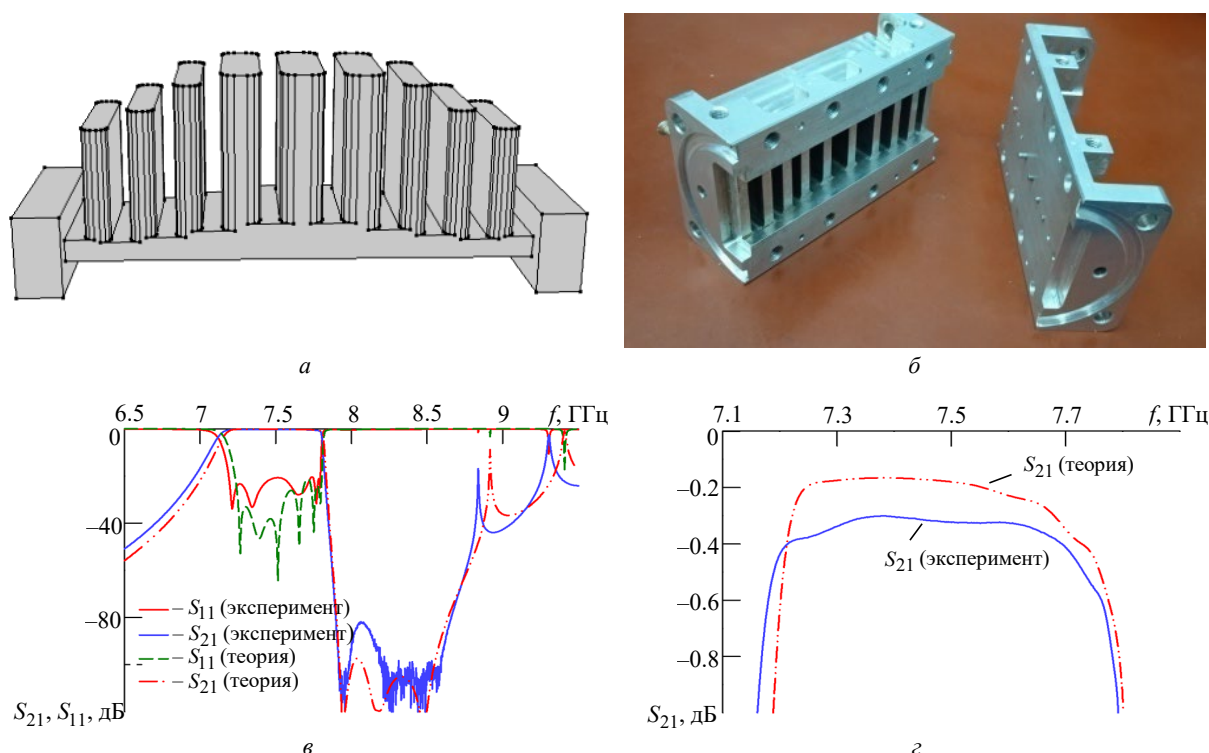 а
б
6.5 7 7.5 8 8.5 9 f, ГГц
0
–40
–80
– S11 (эксперимент)
– S21 (эксперимент)
– S11 (теория)
– S21 (теория)
S21, S11, дБ
в
7.1 7.3 7.5 7.7 f, ГГц
0
–0.2
–0.4
–0.6
–0.8
S21 (теория)
S21 (эксперимент)
S21, дБ
г